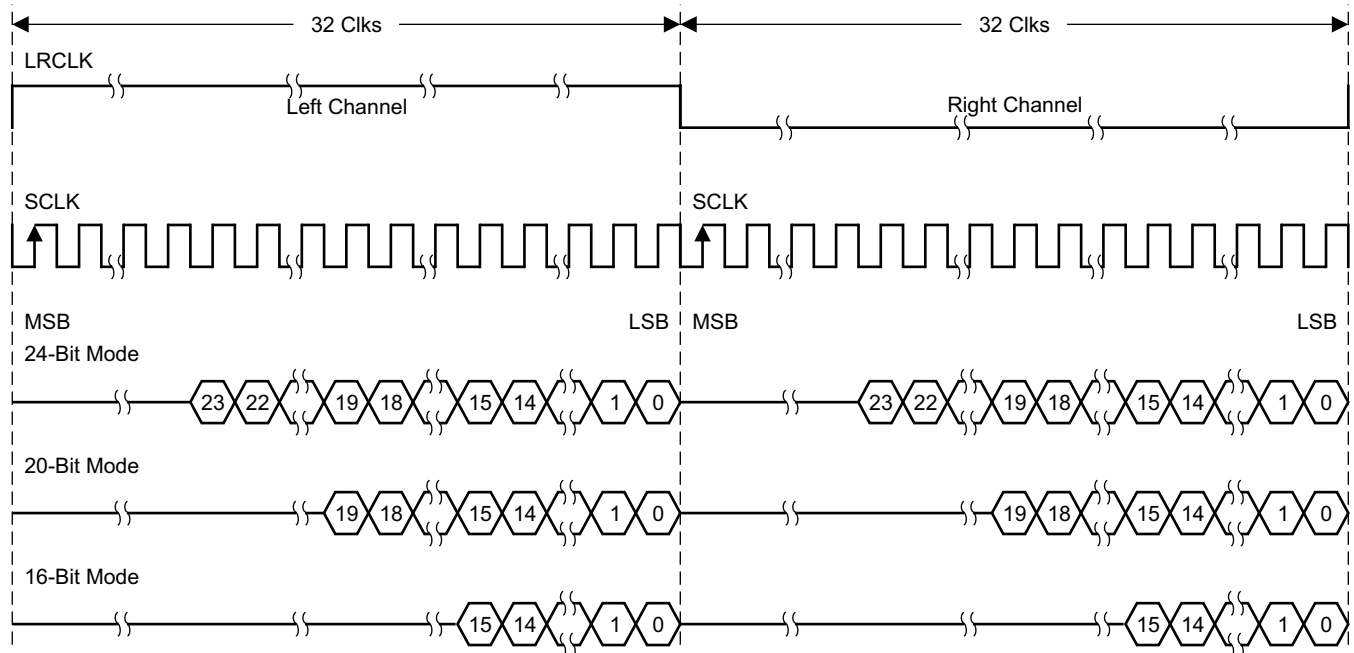 32 Clks 32 Clks
LRCLK
Left Channel Right Channel
SCLK SCLK
MSB LSB MSB LSB
24-Bit Mode
23 22 19 18 15 14 1 0 23 22 19 18 15 14 1 0
20-Bit Mode
19 18 15 14 1 0 19 18 15 14 1 0
16-Bit Mode
15 14 1 0 15 14 1 0